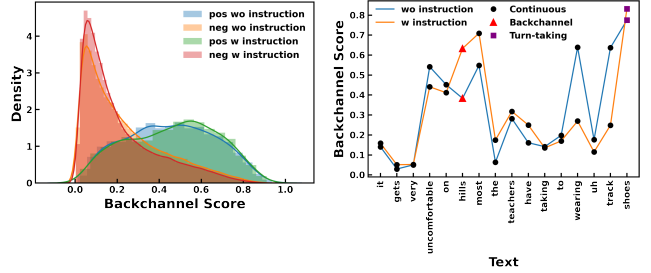 pos wo instruction
neg wo instruction
pos w instruction
neg w instruction
Density
4
3
2
1
0
0.0 0.2 0.4 0.6 0.8 1.0
Backchannel Score
wo instruction
w instruction
Continuous
Backchannel
Turn-taking
Backchannel Score
0.8
0.7
0.6
0.5
0.4
0.3
0.2
0.1
0.0
it
gets
very
uncomfortable
on
hills
most
the
teachers
have
taking
to
wearing
uh
track
shoes
Text